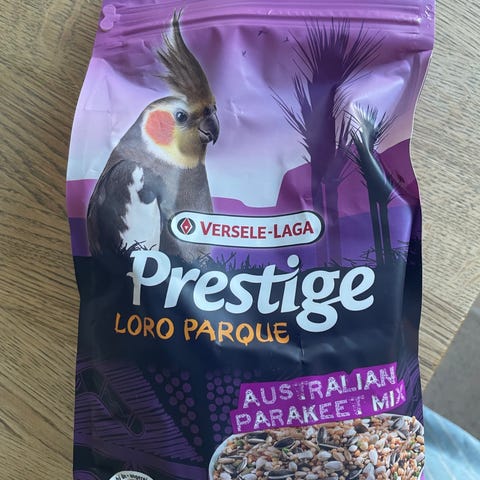 VERSELE-LAGA
Prestige
LORO PARQUE
AUSTRALIAN
PARAKEET MIX